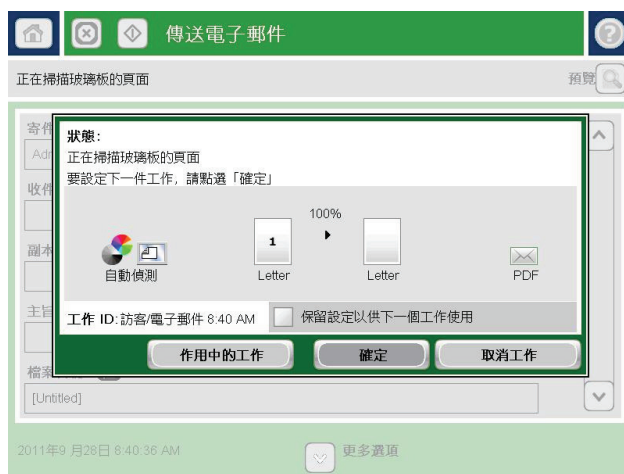 傳送電子郵件
正在掃描玻璃板的頁面
預覽
寄件
Adm
狀態：
正在掃描玻璃板的頁面
要設定下一件工作，請點選「確定」
收件
100%
1
副本
自動偵測
Letter
Letter
PDF
主旨
工作 ID: 訪客/電子郵件 8:40 AM
保留設定以供下一個工作使用
作用中的工作
確定
取消工作
檔案
[Untitled]
2011年9 月28日 8:40:36 AM
更多選項